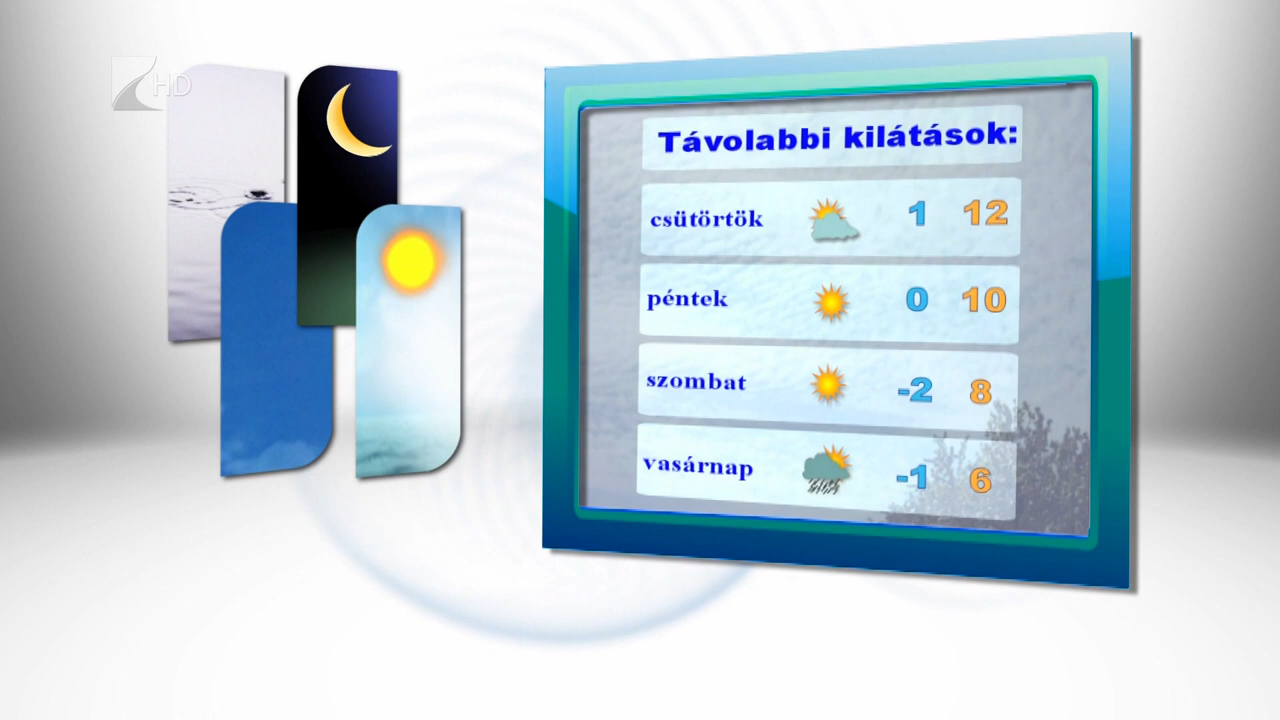 HD
Távolabbi kilátások:
csütörtök 1 12
péntek 0 10
szombat -2 8
vasárnap -1 6